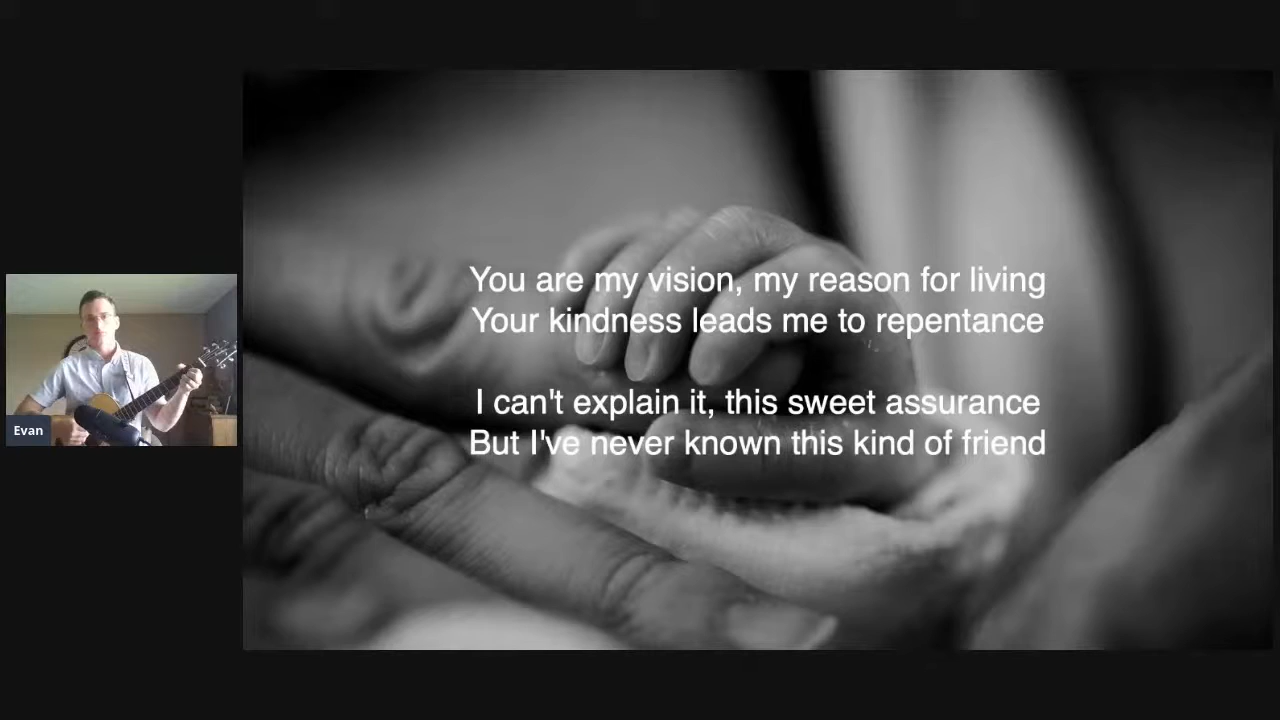 You are my vision, my reason for living
Your kindness leads me to repentance
I can't explain it, this sweet assurance
But I've never known this kind of friend
Evan